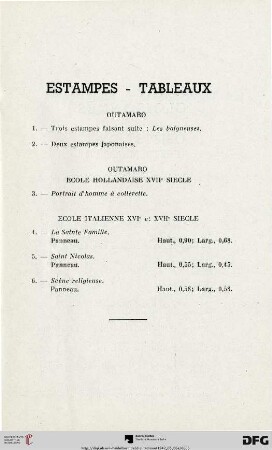 ESTAMPES - TABLEAUX
OUTAMARO
1. — Trois estampes faisant suite : Les baigneuses.
2. — Deux estampes japonaises.
OUTAMARO
ECOLE HOLLANDAISE XVIIe SIECLE
3. — Portrait d'homme à collerette.
ECOLE ITALIENNE XVIe et XVIIe SIECLE
4. La Sainte Famille.
Panneau. Haut., 0,90; Larg., 0,68.
5. — Saint Nicolas.
Panneau. Haut., 0,55; Larg., 0,45.
6. — Scène religieuse.
Panneau. Haut., 0,58; Larg., 0,58.
DFG